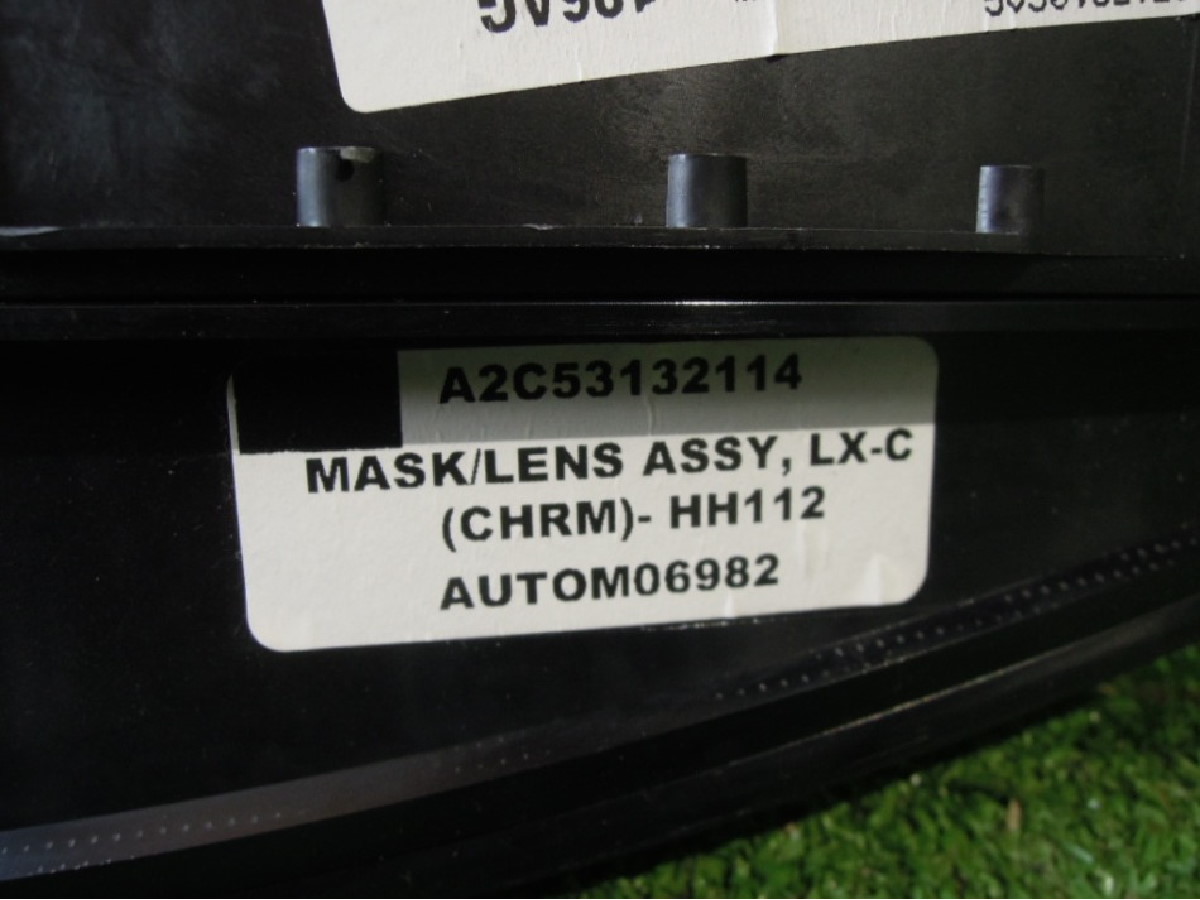 A2C53132114
MASK/LENS ASSY, LX-C
(CHRM)- HH112
AUTOM06982